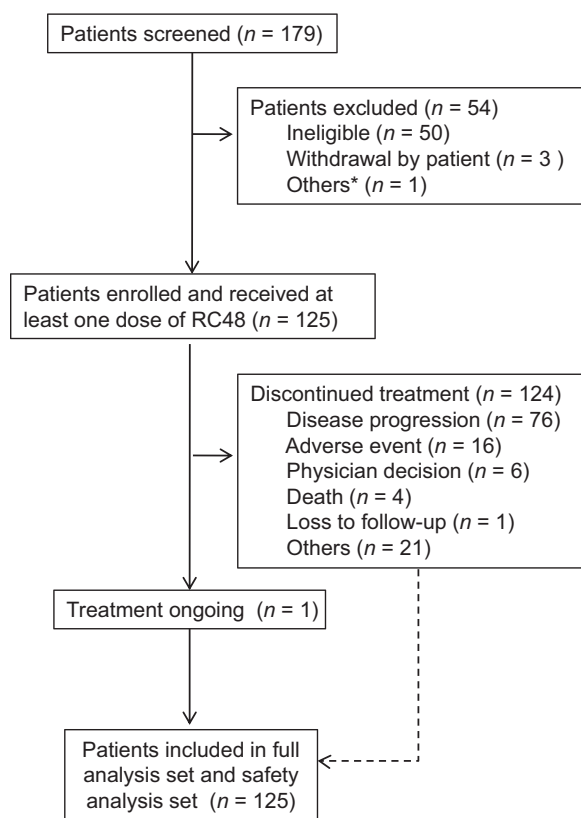 Patients screened (n = 179)
Patients excluded (n = 54)
Ineligible (n = 50)
Withdrawal by patient (n = 3 )
Others* (n = 1)
Patients enrolled and received at
least one dose of RC48 (n = 125)
Discontinued treatment (n = 124)
Disease progression (n = 76)
Adverse event (n = 16)
Physician decision (n = 6)
Death (n = 4)
Loss to follow-up (n = 1)
Others (n = 21)
Treatment ongoing (n = 1)
Patients included in full
analysis set and safety
analysis set (n = 125)